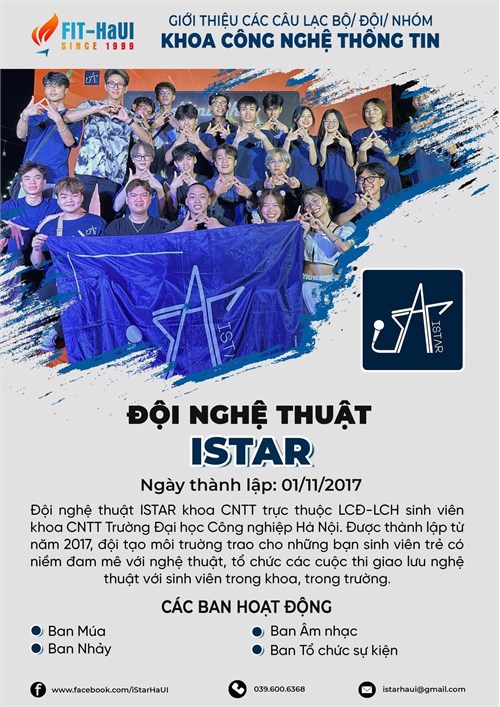 FIT-HaUI
SINCE 1999
GIỚI THIỆU CÁC CÂU LẠC BỘ/ ĐỘI/ NHÓM
KHOA CÔNG NGHỆ THÔNG TIN
ISTAR
ISTAR
ĐỘI NGHỆ THUẬT
ISTAR
Ngày thành lập: 01/11/2017
Đội nghệ thuật ISTAR khoa CNTT trực thuộc LCĐ-LCH sinh viên
khoa CNTT Trường Đại học Công nghiệp Hà Nội. Được thành lập từ
năm 2017, đội tạo môi trường trao cho những bạn sinh viên trẻ có
niềm đam mê với nghệ thuật, tổ chức các cuộc thi giao lưu nghệ
thuật với sinh viên trong khoa, trong trường.
CÁC BAN HOẠT ĐỘNG
Ban Múa
Ban Nhảy
Ban Âm nhạc
Ban Tổ chức sự kiện
www.facebook.com/iStarHaUI
039.600.6368
istarhaui@gmail.com